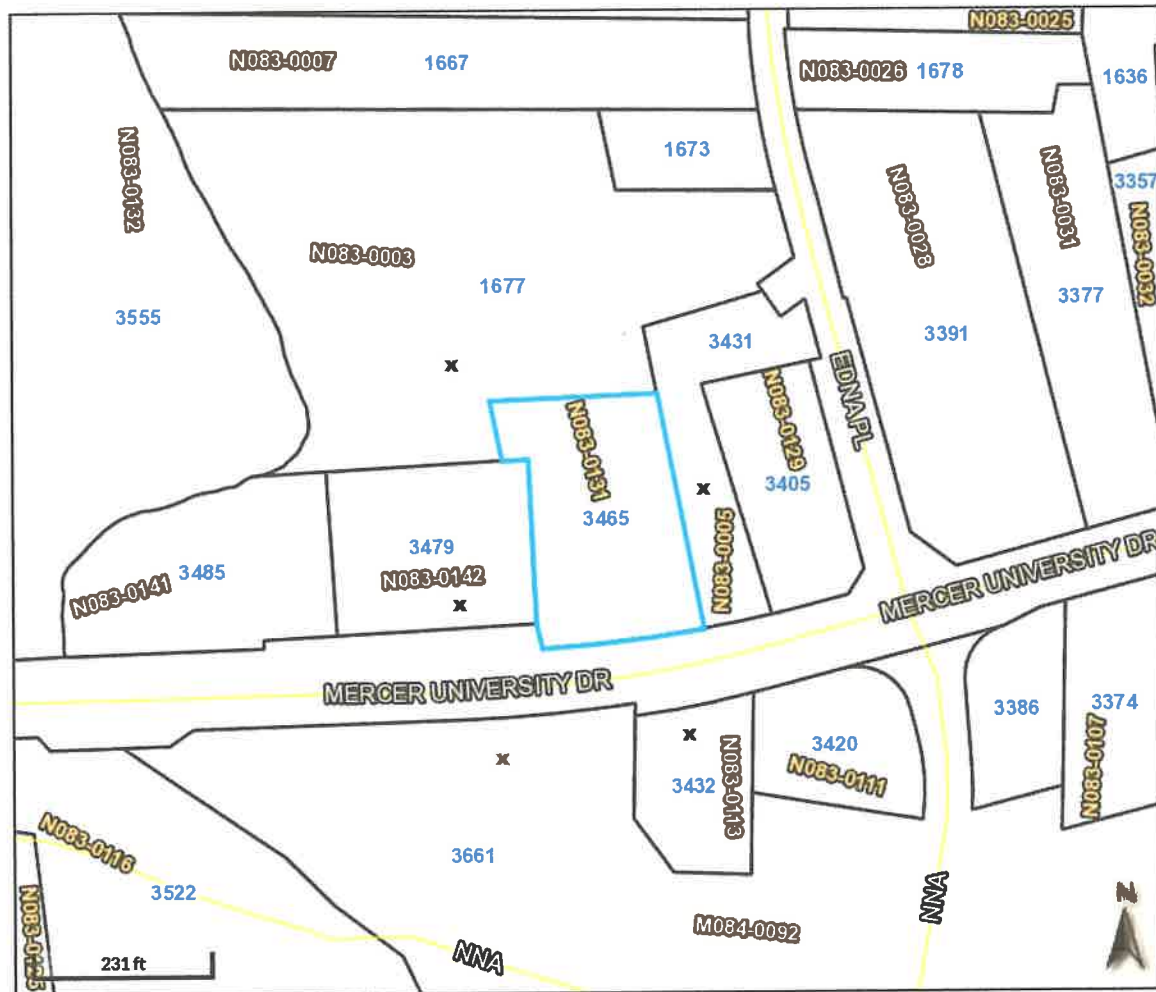 N083-0025
N083-0007
1667
N083-0026
1678
1636
N083-0132
1673
N083-0028
N083-0031
3357
N083-0032
N083-0003
1677
3555
3377
3431
3391
x
EDNA PL
N083-0129
N083-0131
3405
x
3465
N083-0005
3479
N083-0142
3485
N083-0141
x
MERCER UNIVERSITY DR
MERCER UNIVERSITY DR
3386
3374
N083-0107
x
3420
N083-0111
x
3432
N083-0113
N083-0116
3661
3522
NNA
M084-0092
N
NNA
231 ft